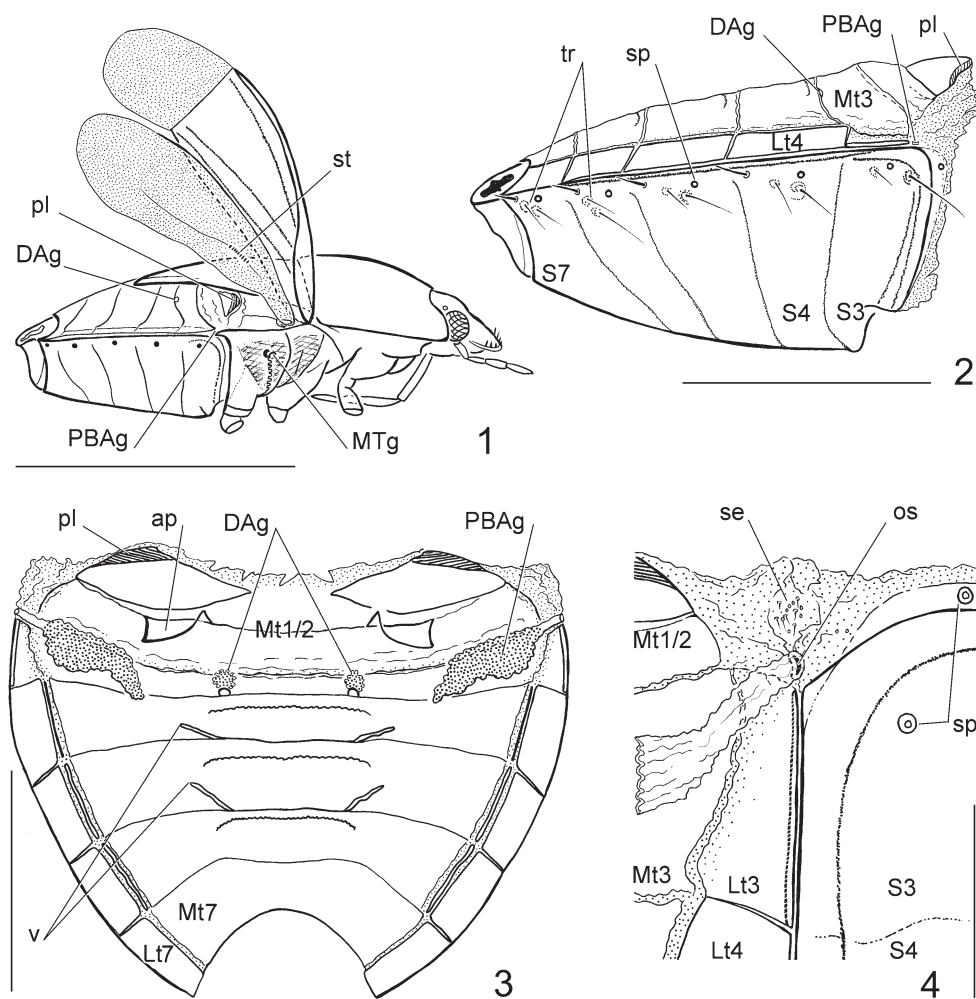 st
pl
DAg
PBAg
MTg
1
DAg
PBAg
pl
tr
sp
Mt3
Lt4
S7
S4
S3
2
pl
ap
DAg
PBAg
Mt1/2
v
Mt7
Lt7
3
se
os
Mt1/2
sp
Mt3
Lt3
S3
Lt4
S4
4